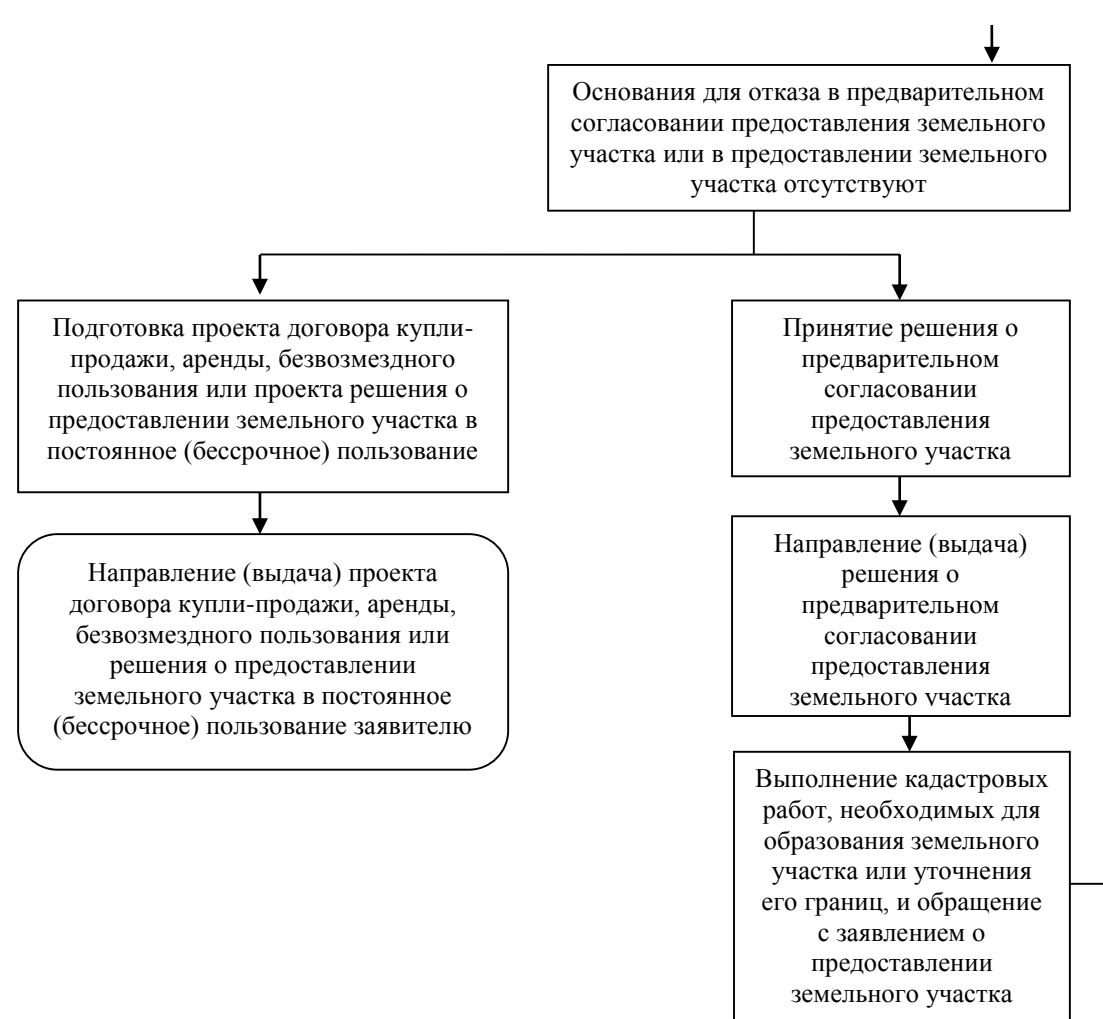 Основания для отказа в предварительном
согласовании предоставления земельного
участка или в предоставлении земельного
участка отсутствуют
Подготовка проекта договора купли-
продажи, аренды, безвозмездного
пользования или проекта решения о
предоставлении земельного участка в
постоянное (бессрочное) пользование
Направление (выдача) проекта
договора купли-продажи, аренды,
безвозмездного пользования или
решения о предоставлении
земельного участка в постоянное
(бессрочное) пользование заявителю
Принятие решения о
предварительном
согласовании
предоставления
земельного участка
Направление (выдача)
решения о
предварительном
согласовании
предоставления
земельного участка
Выполнение кадастровых
работ, необходимых для
образования земельного
участка или уточнения
его границ, и обращение
с заявлением о
предоставлении
земельного участка